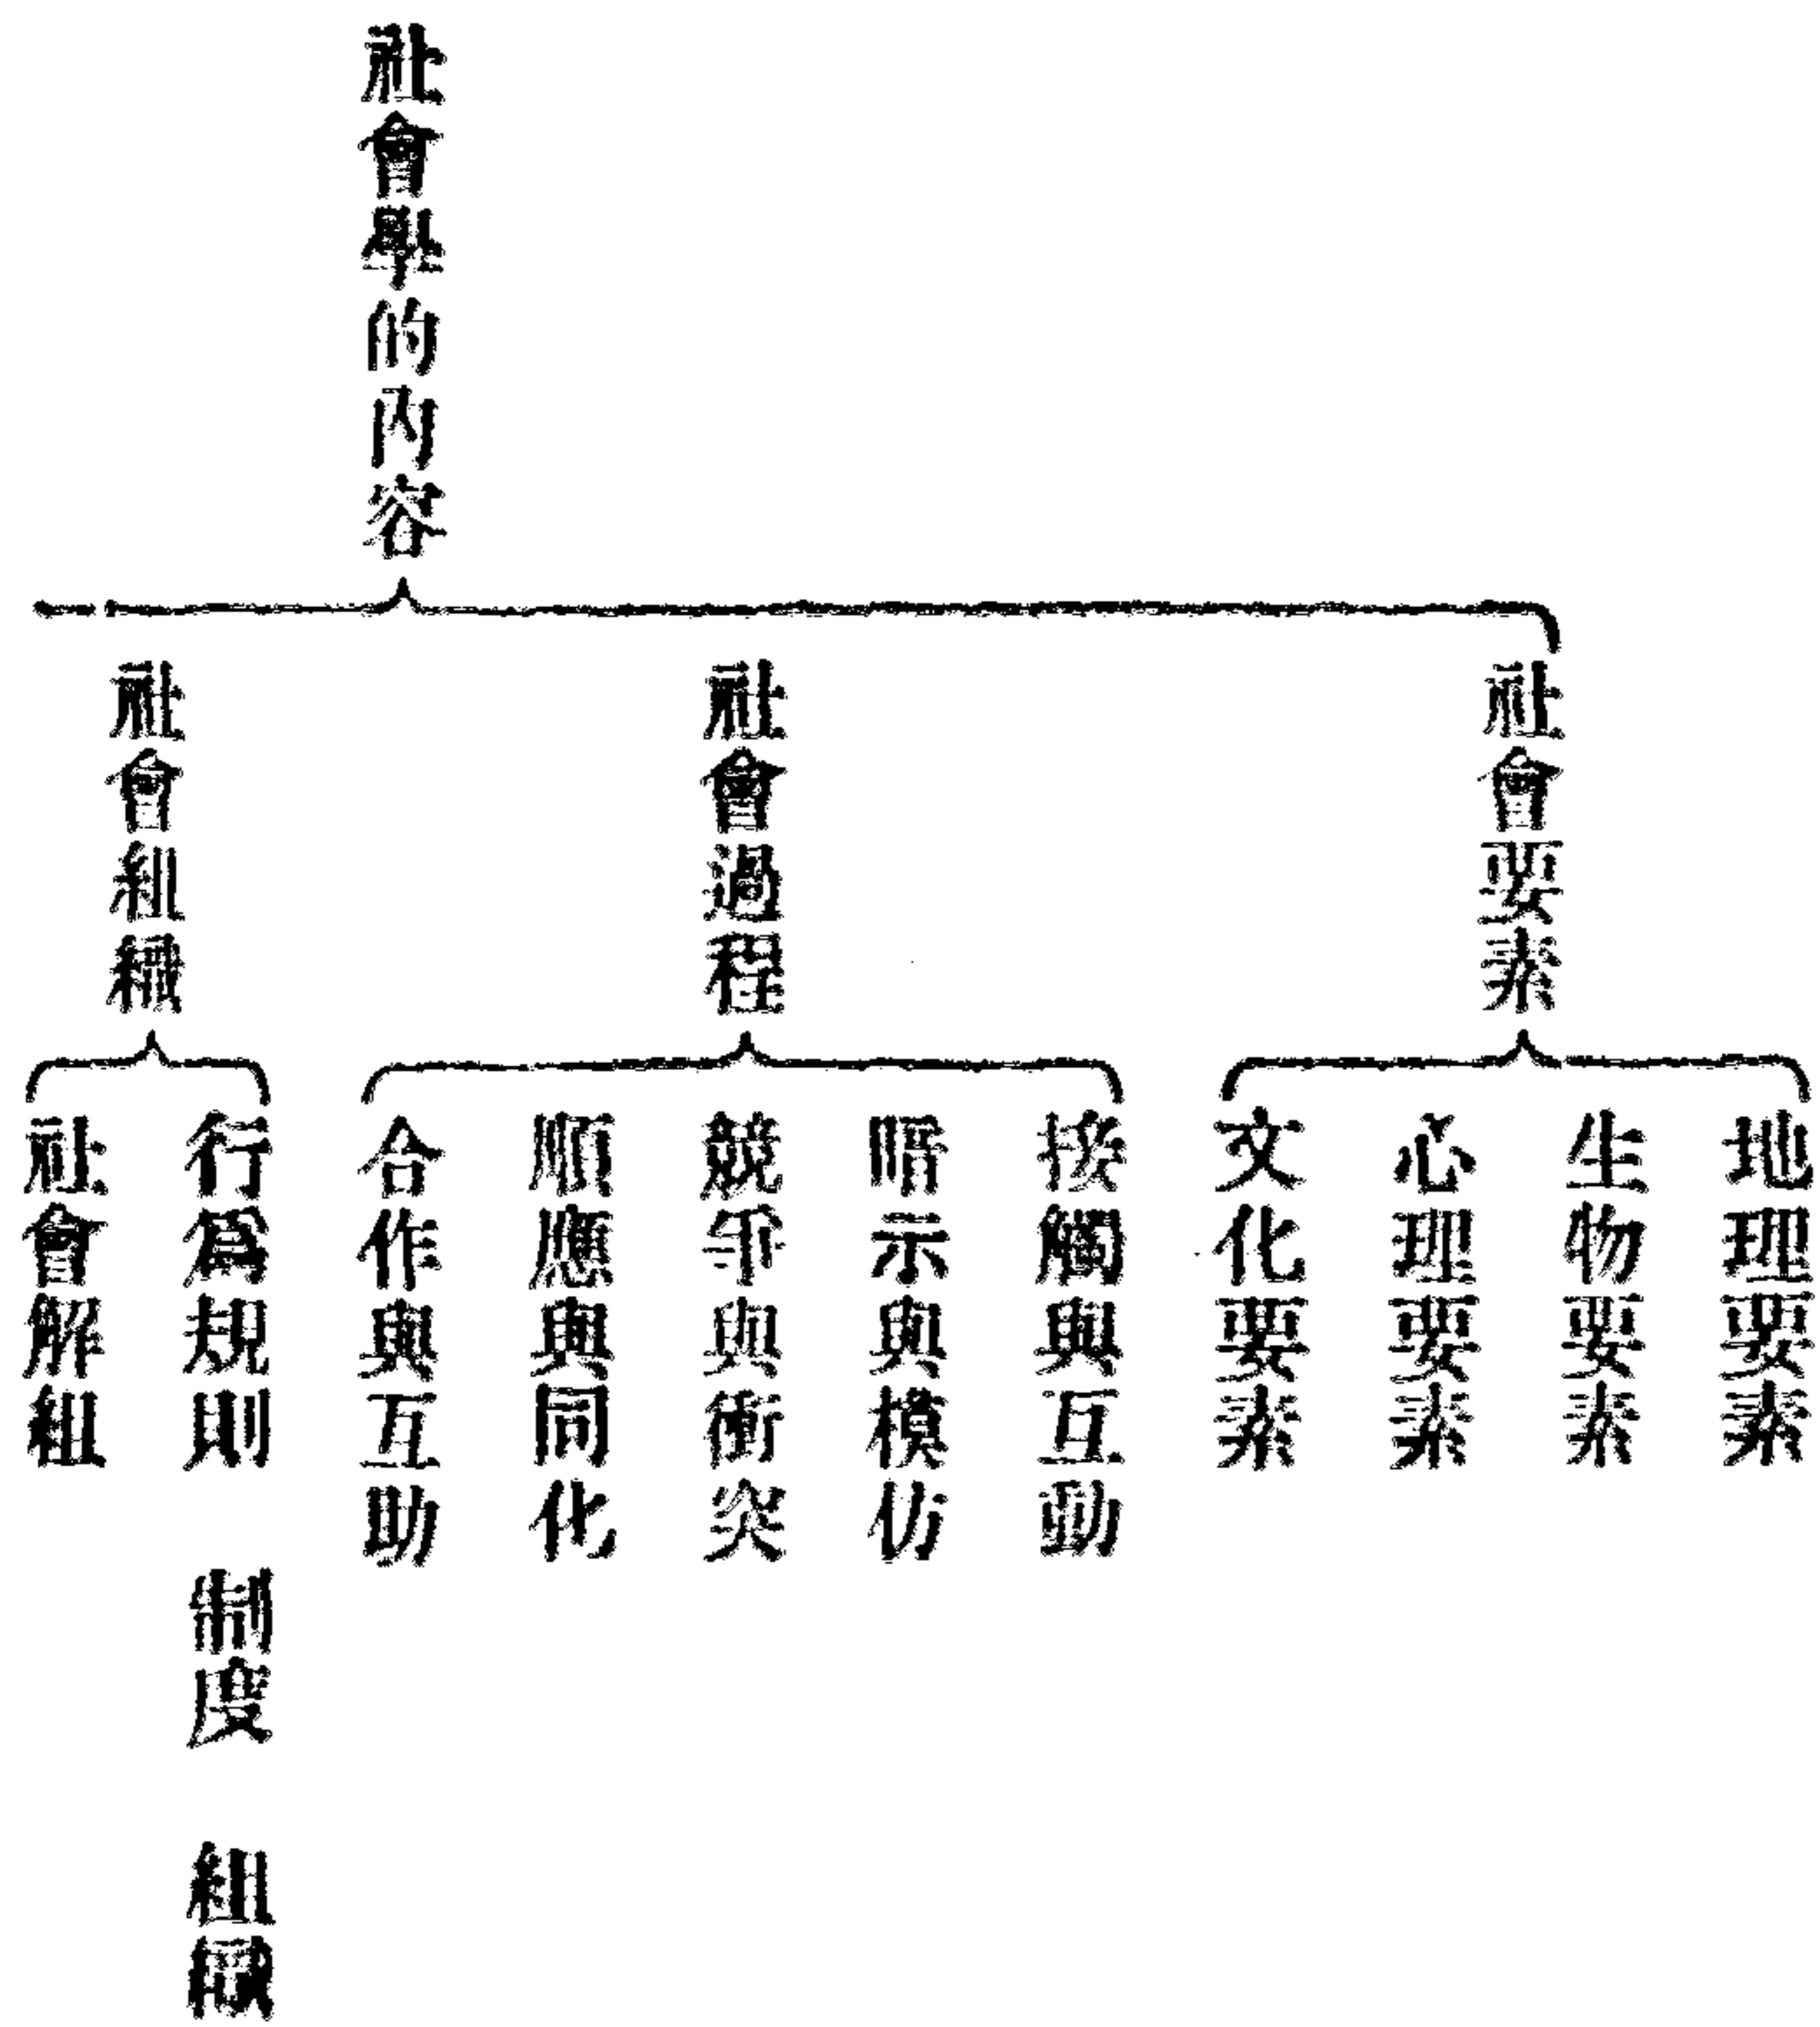 社會學的內容
社會要素
地理要素
生物要素
心理要素
文化要素
社會過程
接觸與互動
暗示與模仿
競爭與衝突
順應與同化
合作與互助
社會組織
行為規則 制度 組織
社會解組